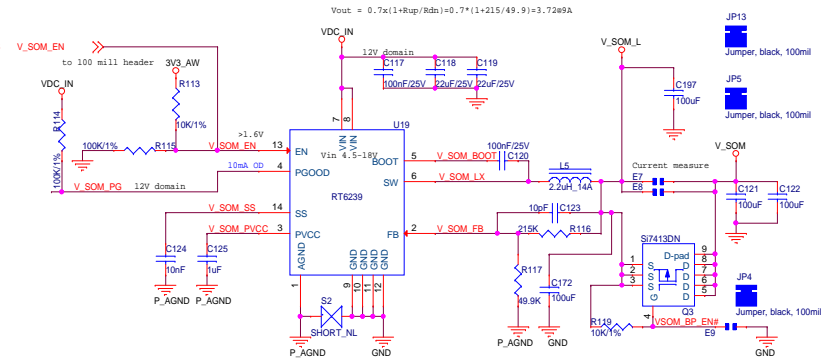 Vout = 0.7x(1+Rup/Rdn)=0.7*(1+215/49.9)=3.72@9A
JP13
Jumper, black, 100mil
JP5
Jumper, black, 100mil
V_SOM_EN
to 100 mill header
VDC_IN
12V domain
C117
100nF/25V
C118
22uF/25V
C119
22uF/25V
V_SOM_L
C197
100uF
VDC_IN
3V3_AW
R113
10K/1%
R114
100K/1%
100K/1%
R115
>1.6V
V_SOM_EN
13
EN
10mA OD
4
PGOOD
V_SOM_PG
12V domain
7
8
VIN
VIN
Vin 4.5-18V
U19
RT6239
BOOT
5
V_SOM_BOOT
100nF/25V
C120
SW
6
V_SOM_LX
L5
2.2uH_14A
Current measure
E7
E8
V_SOM
C121
100uF
C122
100uF
V_SOM_SS
14
SS
V_SOM_PVCC
3
PVCC
C124
10nF
C125
1uF
P_AGND
P_AGND
10pF
C123
FB
2
V_SOM_FB
215K
R116
R117
49.9K
C172
100uF
P_AGND
GND
AGND
GND
GND
GND
GND
1
9
10
11
12
S2
SHORT_NL
P_AGND
GND
Si7413DN
D-pad
9
1
S
D
8
2
S
D
7
3
S
D
6
G
D
5
4
Q3
R119
10K/1%
VSOM_BP_EN#
E9
GND
JP4
Jumper, black, 100mil